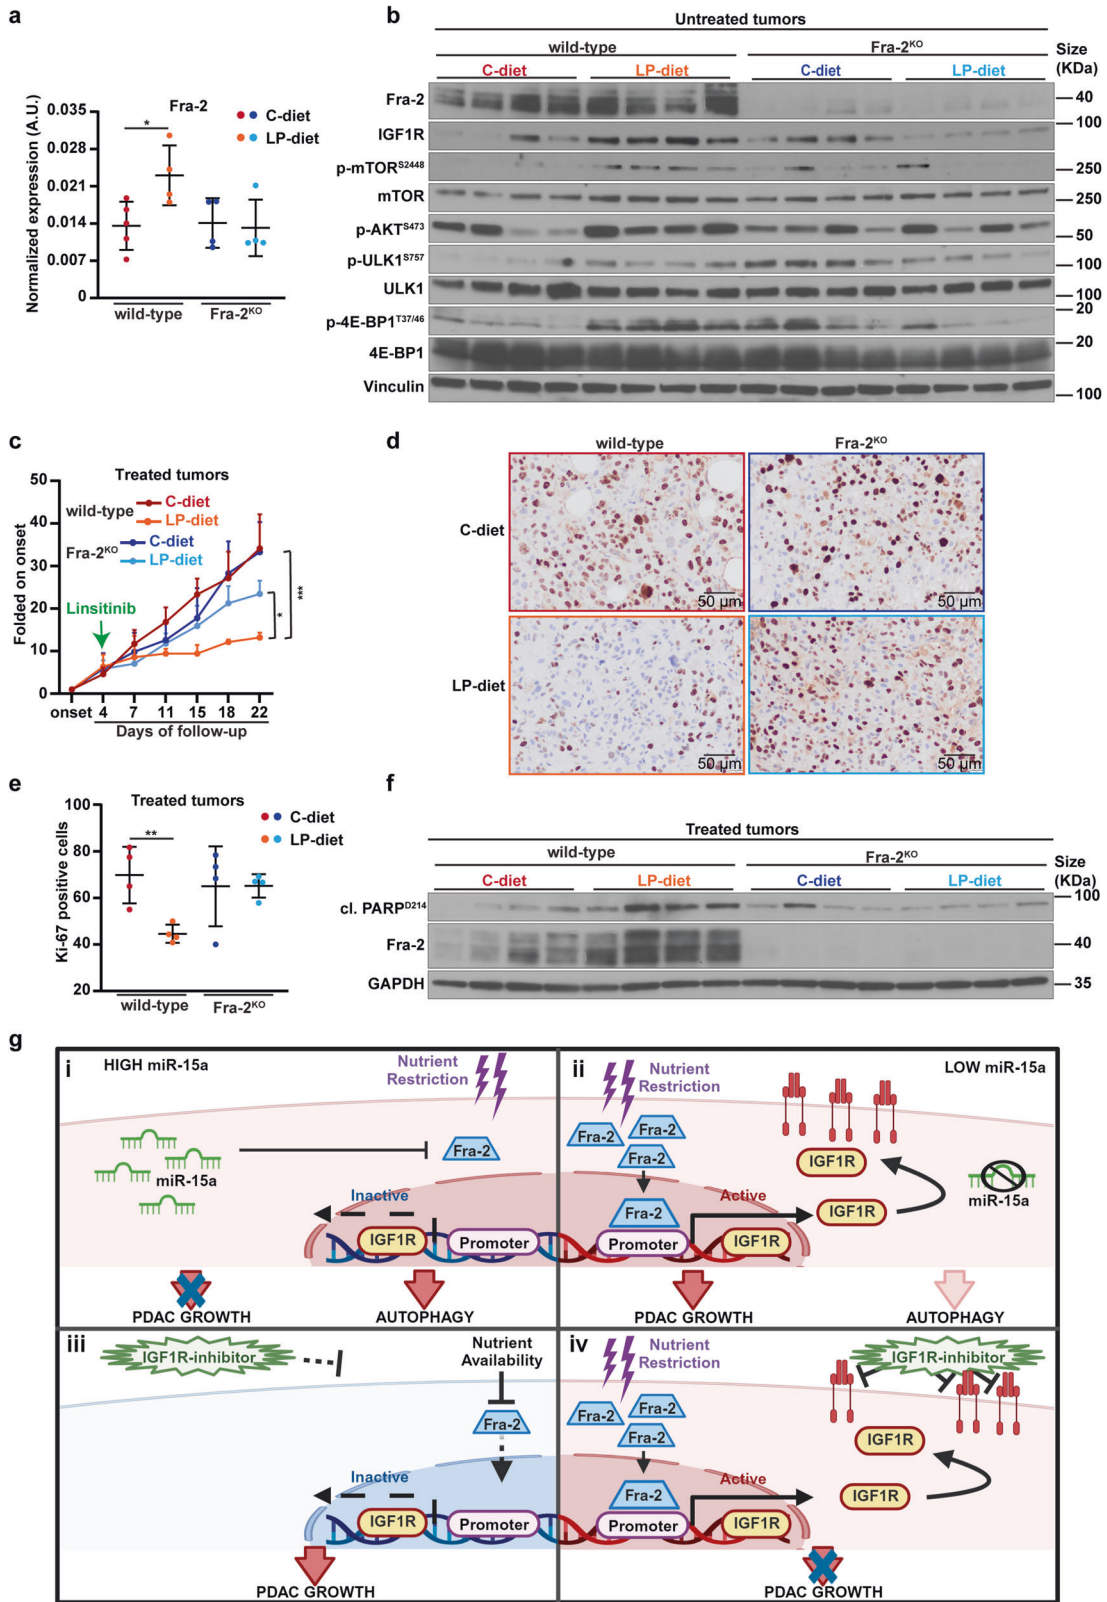 a
Fra-2
Normalized expression (A.U.)
0.035
0.028
0.021
0.014
0.007
0
*
C-diet
LP-diet
wild-type
Fra-2KO
b
Untreated tumors
wild-type
Fra-2KO
Size
(KDa)
C-diet
LP-diet
C-diet
LP-diet
Fra-2
40
100
IGF1R
p-mTORS2448
250
mTOR
250
p-AKTS473
50
p-ULK1S757
ULK1
100
20
p-4E-BP1T37/46
20
4E-BP1
Vinculin
100
c
Treated tumors
wild-type
C-diet
LP-diet
Fra-2KO
C-diet
LP-diet
Linsitinib
Folded on onset
50
40
30
20
10
0
*
***
onset 4 7 11 15 18 22
Days of follow-up
d
wild-type
Fra-2KO
C-diet
50 µm
50 µm
LP-diet
50 µm
50 µm
e
Treated tumors
Ki-67 positive cells
100
80
60
40
20
**
C-diet
LP-diet
wild-type
Fra-2KO
f
Treated tumors
wild-type
Fra-2KO
Size
(KDa)
C-diet
LP-diet
C-diet
LP-diet
100
cl. PARPD214
Fra-2
40
GAPDH
35
g
i
HIGH miR-15a
Nutrient
Restriction
miR-15a
Fra-2
Inactive
IGF1R
Promoter
PDAC GROWTH
AUTOPHAGY
ii
Nutrient
Restriction
LOW miR-15a
Fra-2
Fra-2
Fra-2
Fra-2
Active
IGF1R
IGF1R
miR-15a
Promoter
IGF1R
PDAC GROWTH
AUTOPHAGY
iii
IGF1R-inhibitor
Nutrient
Availability
Fra-2
Inactive
IGF1R
Promoter
PDAC GROWTH
iv
Nutrient
Restriction
IGF1R-inhibitor
Fra-2
Fra-2
Fra-2
Fra-2
Active
IGF1R
IGF1R
Promoter
IGF1R
PDAC GROWTH